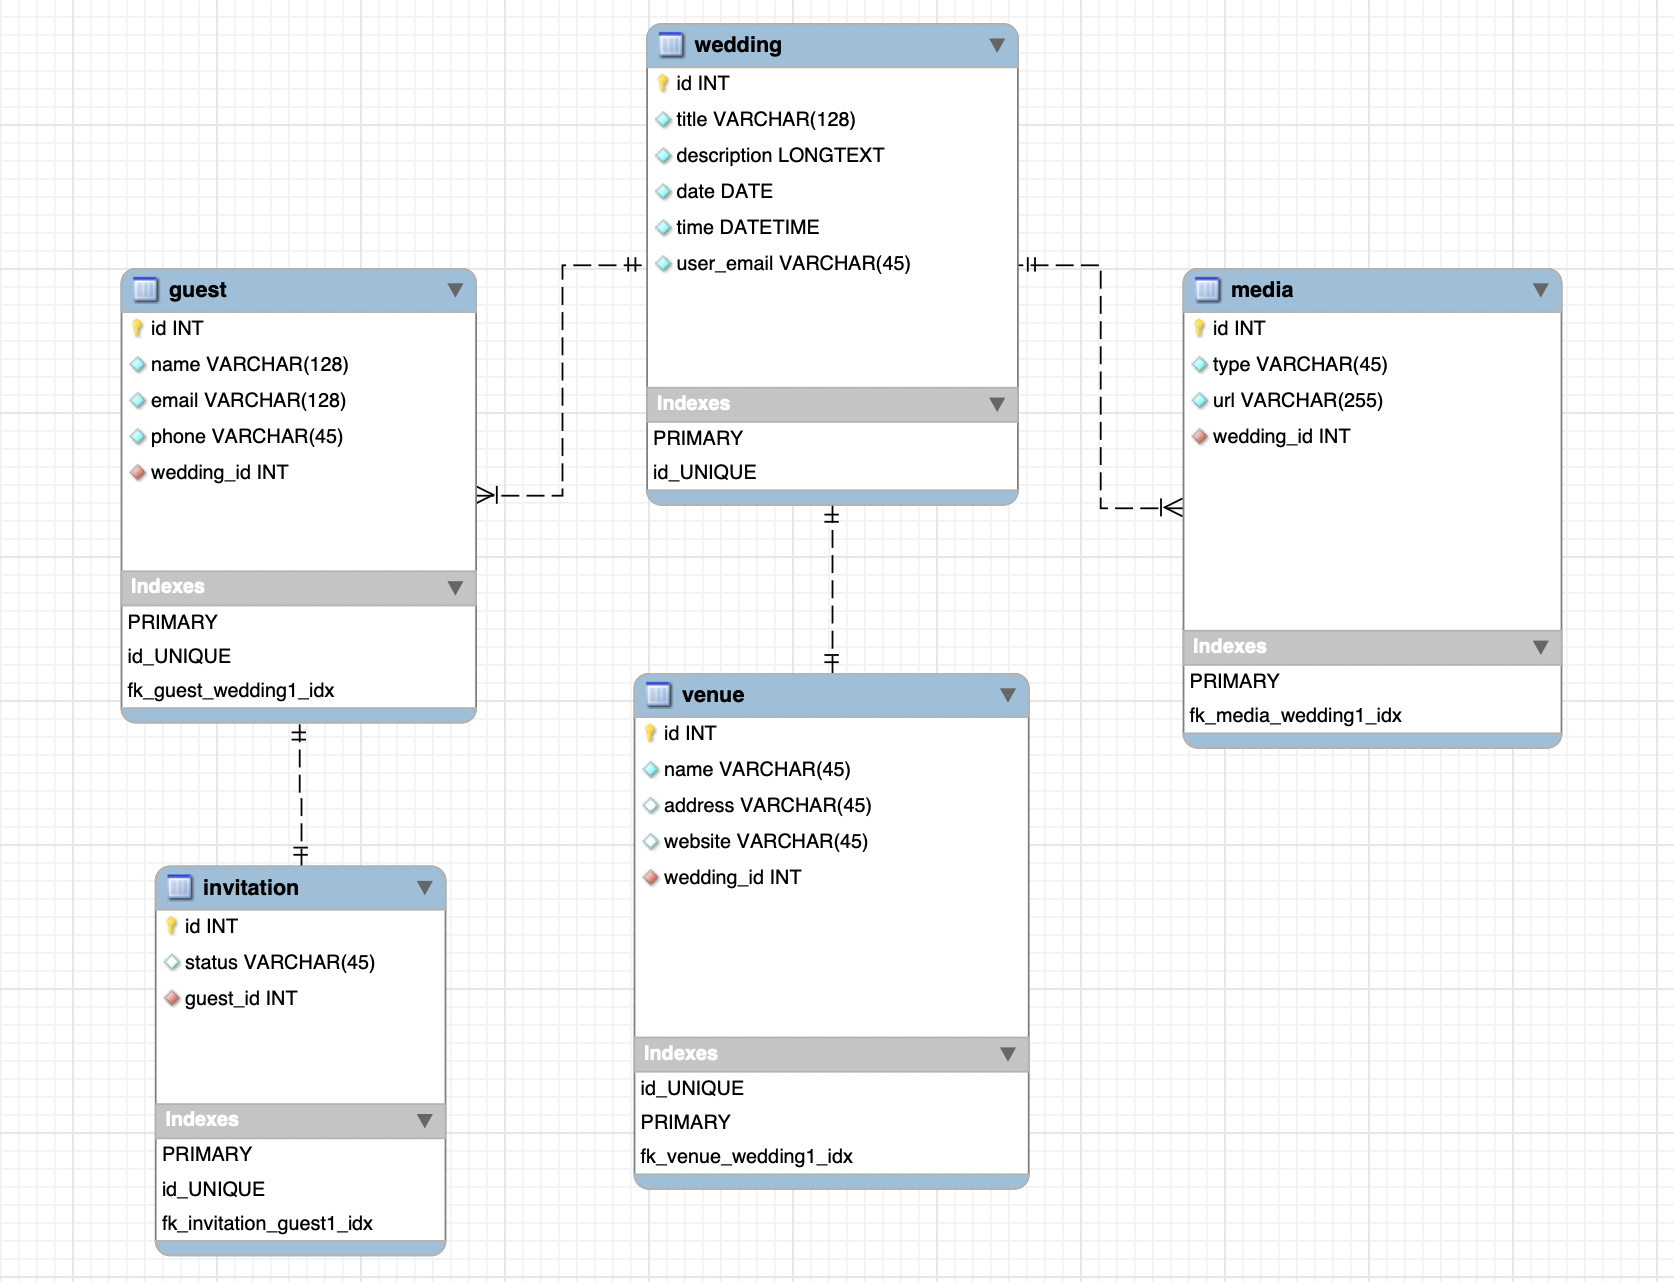 wedding
id INT
title VARCHAR(128)
description LONGTEXT
date DATE
time DATETIME
user_email VARCHAR(45)
Indexes
PRIMARY
id_UNIQUE
guest
id INT
name VARCHAR(128)
email VARCHAR(128)
phone VARCHAR(45)
wedding_id INT
Indexes
PRIMARY
id_UNIQUE
fk_guest_wedding1_idx
media
id INT
type VARCHAR(45)
url VARCHAR(255)
wedding_id INT
Indexes
PRIMARY
fk_media_wedding1_idx
venue
id INT
name VARCHAR(45)
address VARCHAR(45)
website VARCHAR(45)
wedding_id INT
Indexes
id_UNIQUE
PRIMARY
fk_venue_wedding1_idx
invitation
id INT
status VARCHAR(45)
guest_id INT
Indexes
PRIMARY
id_UNIQUE
fk_invitation_guest1_idx